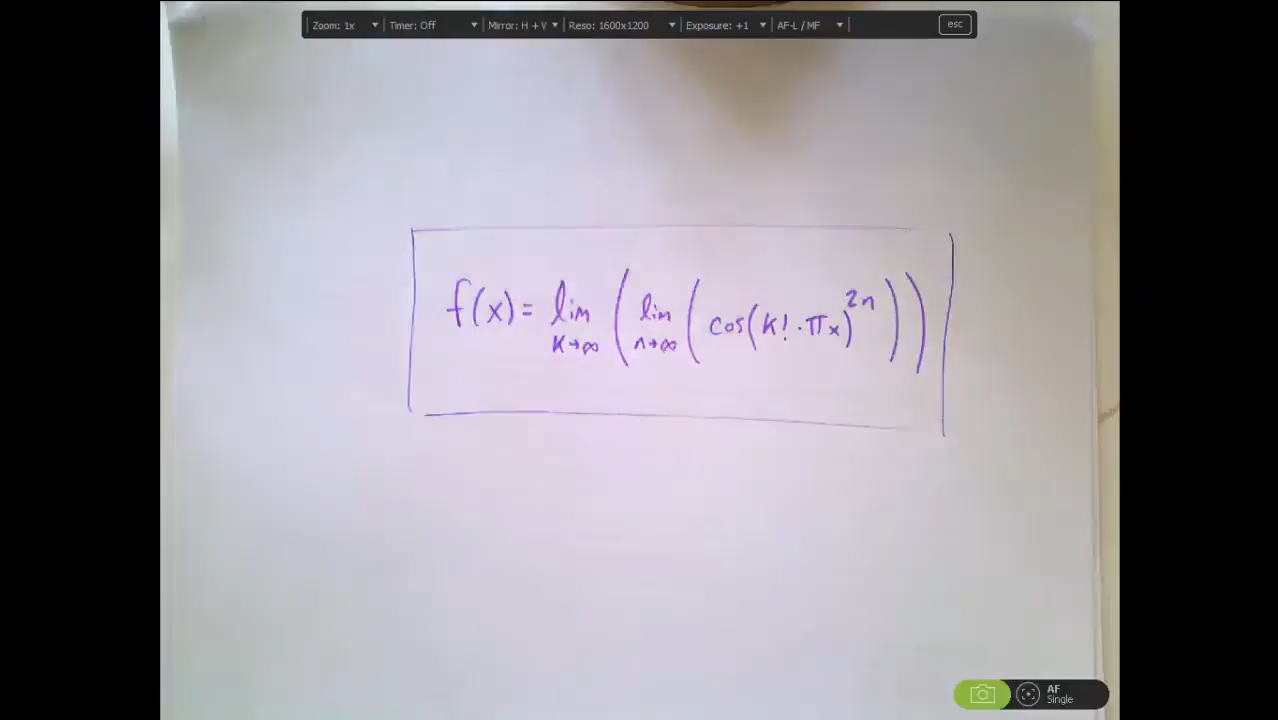 Zoom: 1x Timer: Off Mirror: H + V Reso: 1600x1200 Exposure: +1 AF-L / MF esc
f(x) = lim k→∞ ( lim n→∞ ( cos(k! · πx)^2n ) )
AF
Single